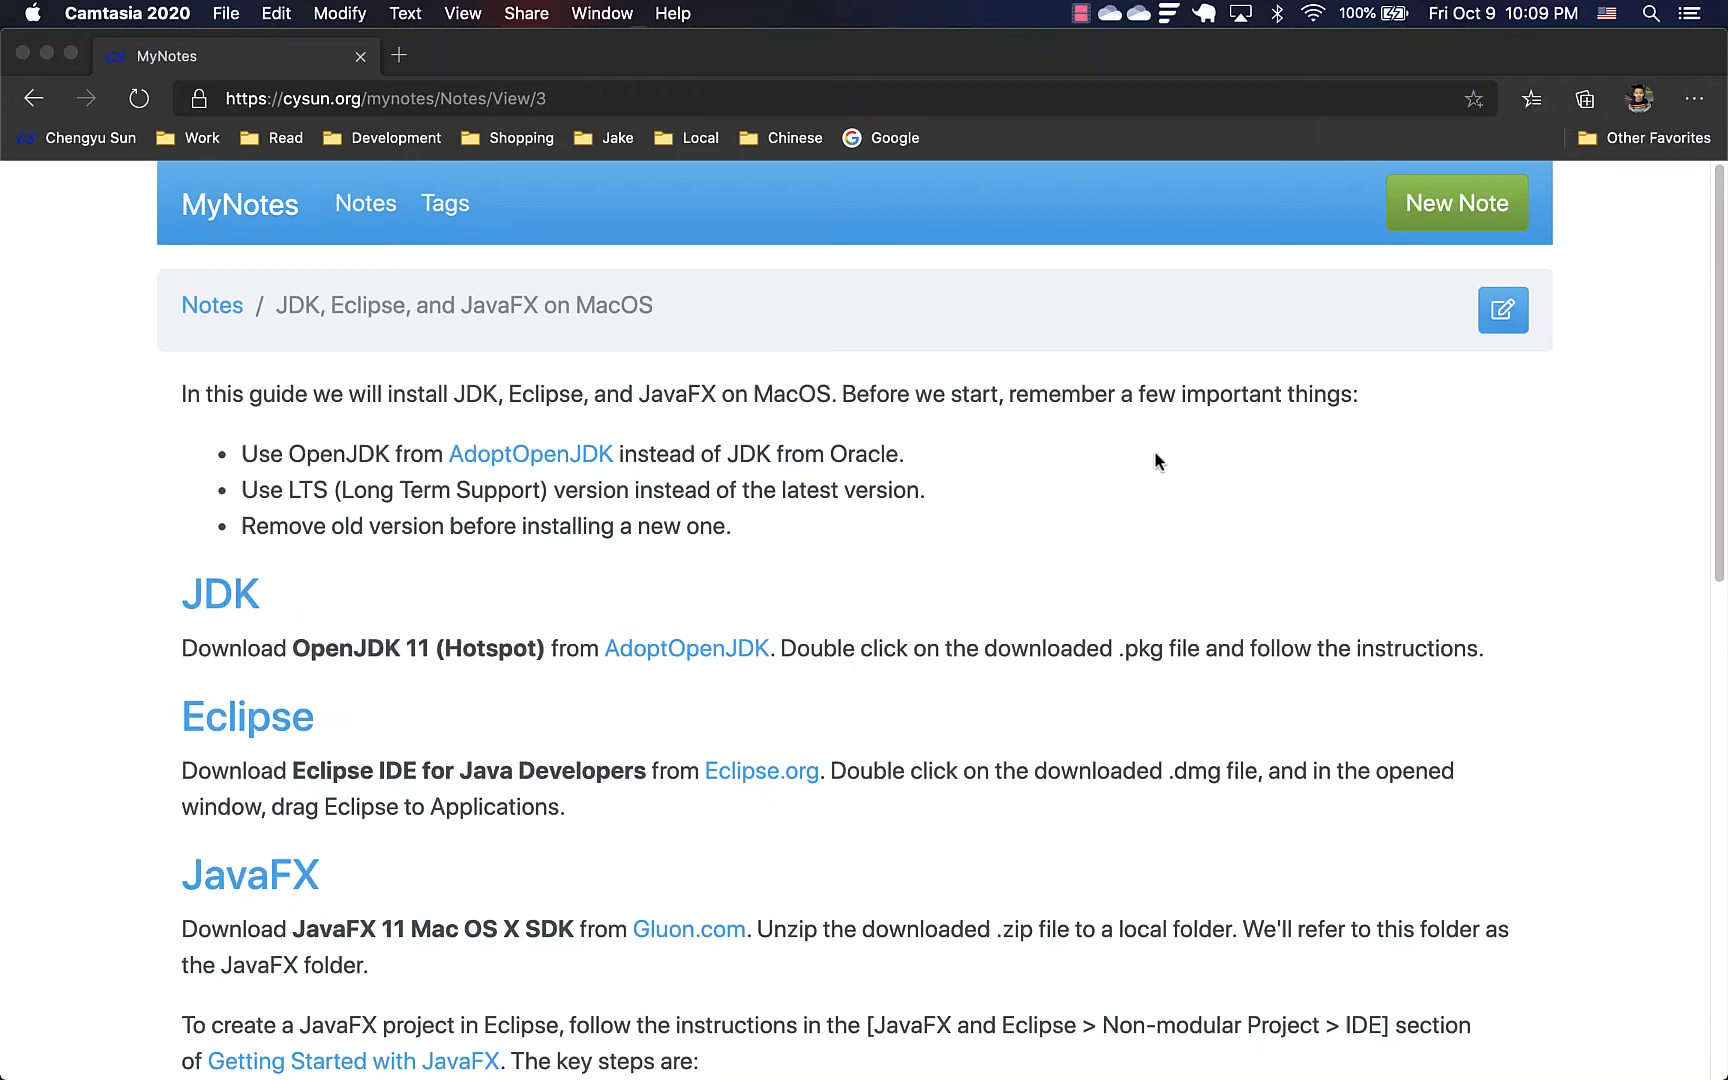 Camtasia 2020 File Edit Modify Text View Share Window Help 100% Fri Oct 9 10:09 PM
MyNotes
https://cysun.org/mynotes/Notes/View/3
Chengyu Sun Work Read Development Shopping Jake Local Chinese Google Other Favorites
MyNotes Notes Tags New Note
Notes / JDK, Eclipse, and JavaFX on MacOS
In this guide we will install JDK, Eclipse, and JavaFX on MacOS. Before we start, remember a few important things:
• Use OpenJDK from AdoptOpenJDK instead of JDK from Oracle.
• Use LTS (Long Term Support) version instead of the latest version.
• Remove old version before installing a new one.
JDK
Download OpenJDK 11 (Hotspot) from AdoptOpenJDK. Double click on the downloaded .pkg file and follow the instructions.
Eclipse
Download Eclipse IDE for Java Developers from Eclipse.org. Double click on the downloaded .dmg file, and in the opened
window, drag Eclipse to Applications.
JavaFX
Download JavaFX 11 Mac OS X SDK from Gluon.com. Unzip the downloaded .zip file to a local folder. We'll refer to this folder as
the JavaFX folder.
To create a JavaFX project in Eclipse, follow the instructions in the [JavaFX and Eclipse > Non-modular Project > IDE] section
of Getting Started with JavaFX. The key steps are: